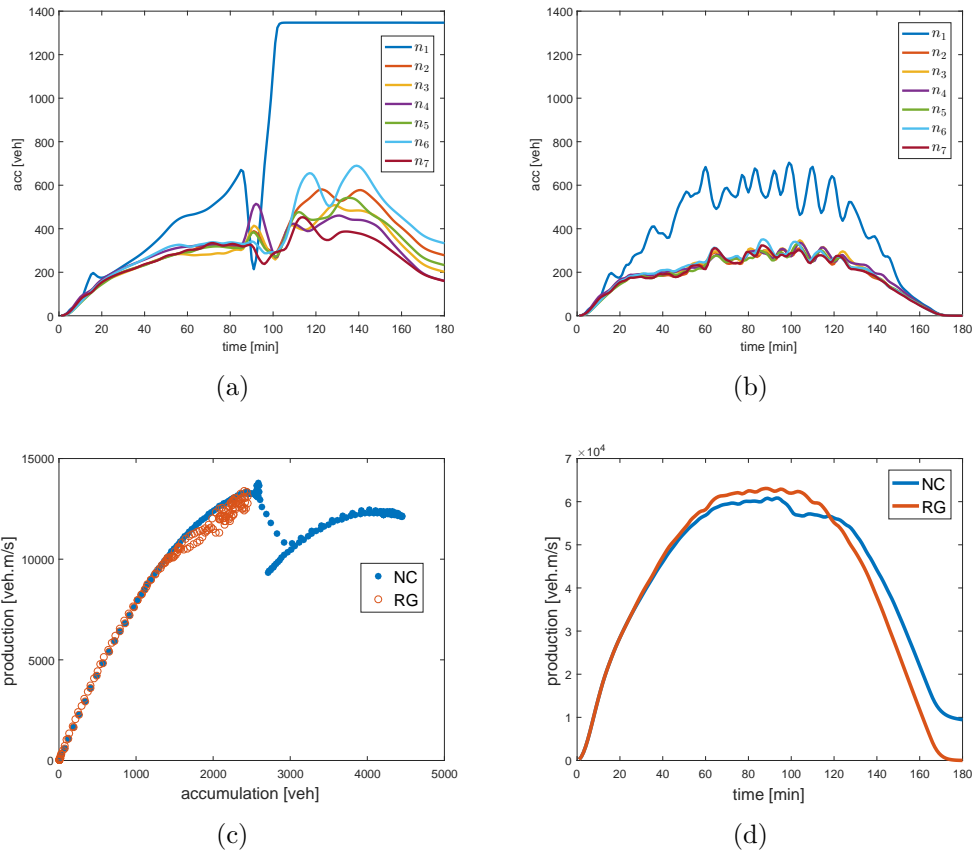 1400
1200
1000
800
600
400
200
0
acc [veh]
0 20 40 60 80 100 120 140 160 180
time [min]
n₁
n₂
n₃
n₄
n₅
n₆
n₇
(a)
1400
1200
1000
800
600
400
200
0
acc [veh]
0 20 40 60 80 100 120 140 160 180
time [min]
n₁
n₂
n₃
n₄
n₅
n₆
n₇
(b)
15000
10000
5000
0
production [veh.m/s]
0 1000 2000 3000 4000 5000
accumulation [veh]
NC
RG
(c)
×10⁴
7
6
5
4
3
2
1
0
production [veh.m/s]
0 20 40 60 80 100 120 140 160 180
time [min]
NC
RG
(d)